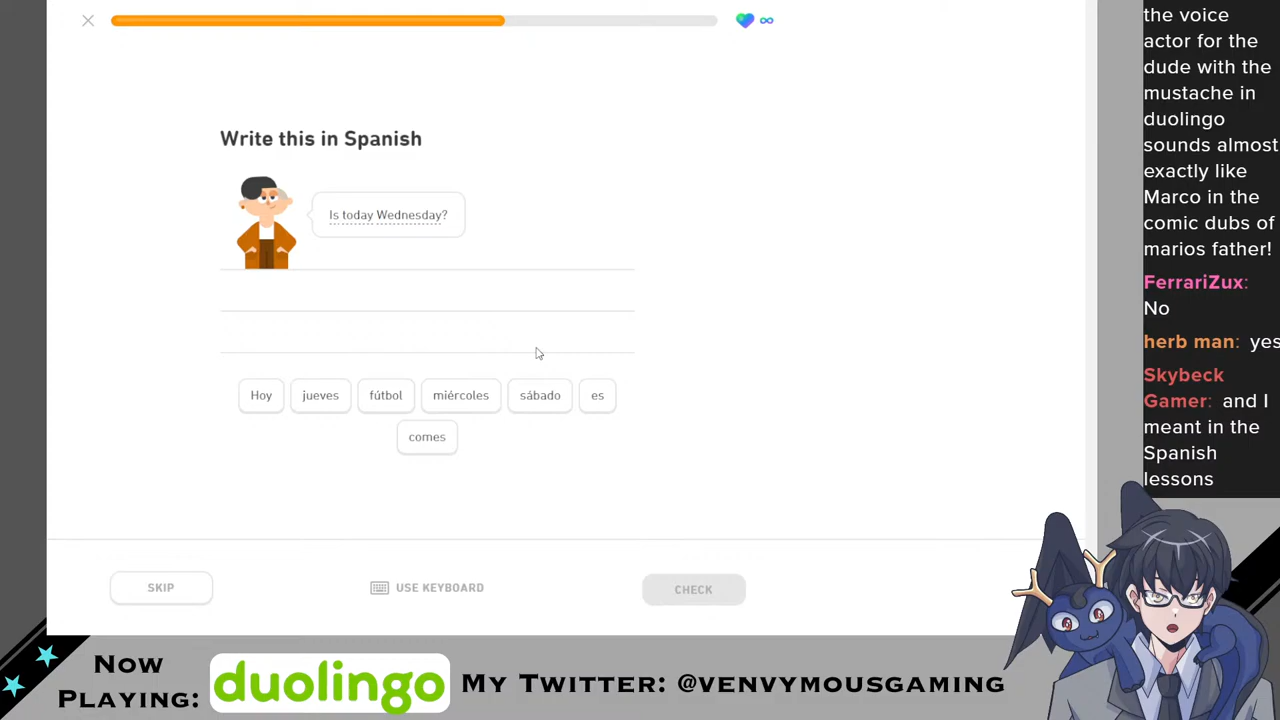 Write this in Spanish
Is today Wednesday?
Hoy
jueves
fútbol
miércoles
sábado
es
comes
SKIP
USE KEYBOARD
CHECK
the voice
actor for the
dude with the
mustache in
duolingo
sounds almost
exactly like
Marco in the
comic dubs of
marios father!
FerrariZux:
No
herb man: yes
Skybeck
Gamer: and I
meant in the
Spanish
lessons
Now
Playing:
duolingo
My Twitter: @venvymousgaming